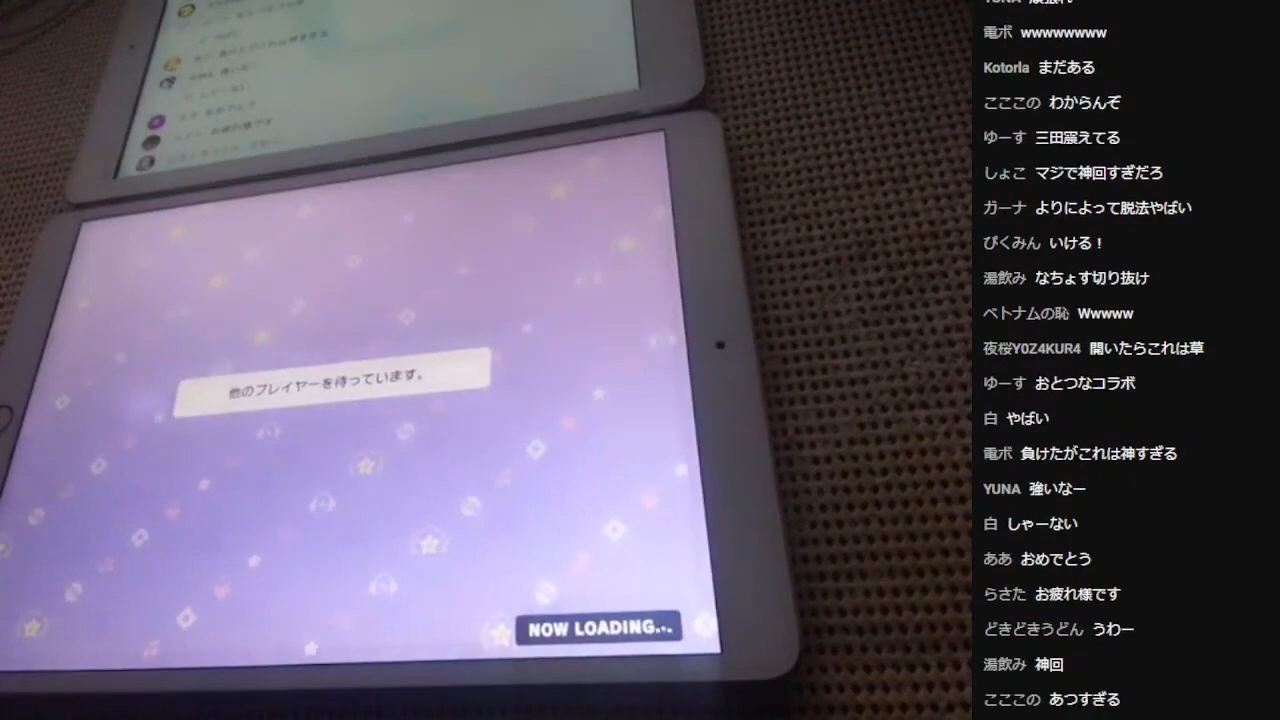 他のプレイヤーを待っています。
NOW LOADING...
YUNA 頑張れ
電ボ wwwwwwww
Kotorla まだある
こここの わからんぞ
ゆーす 三田震えてる
しょこ マジで神回すぎだろ
ガーナ よりによって脱法やばい
ぴくみん いける！
湯飲み なちょす切り抜け
ベトナムの恥 Wwwww
夜桜Y0Z4KUR4 開いたらこれは草
ゆーす おとつなコラボ
白 やばい
電ボ 負けたがこれは神すぎる
YUNA 強いなー
白 しゃーない
ああ おめでとう
らさた お疲れ様です
どきどきうどん うわー
湯飲み 神回
こここの あつすぎる